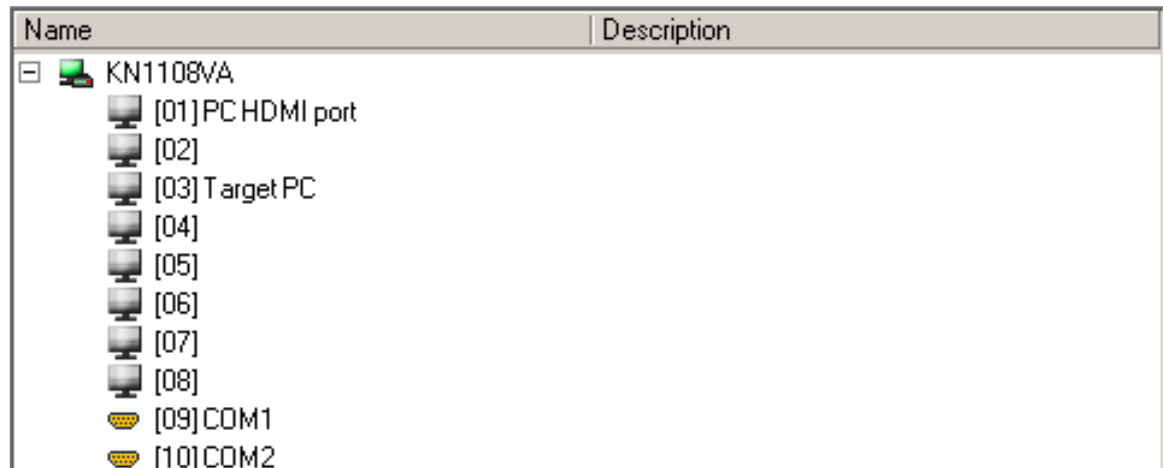 Name Description
KN1108VA
[01]PC HDMI port
[02]
[03]Target PC
[04]
[05]
[06]
[07]
[08]
[09]COM1
[10]COM2